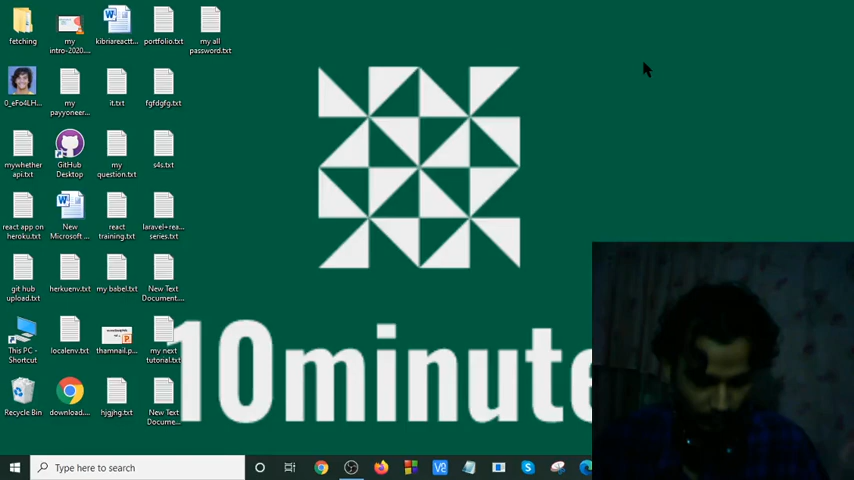 fetching
my
intro-2020....
kibriareactt...
portfolio.txt
my all
password.txt
0_eFo4LH...
my
payyoneer...
it.txt
fgfdgfg.txt
mywhether
api.txt
GitHub
Desktop
my
question.txt
s4s.txt
react app on
heroku.txt
New
Microsoft ...
react
training.txt
laravel+rea...
series.txt
git hub
upload.txt
herkuenv.txt
my babel.txt
New Text
Document....
This PC -
Shortcut
localenv.txt
thamnail.p...
my next
tutorial.txt
Recycle Bin
download....
hjgjhg.txt
New Text
Docume...
10minute
Type here to search